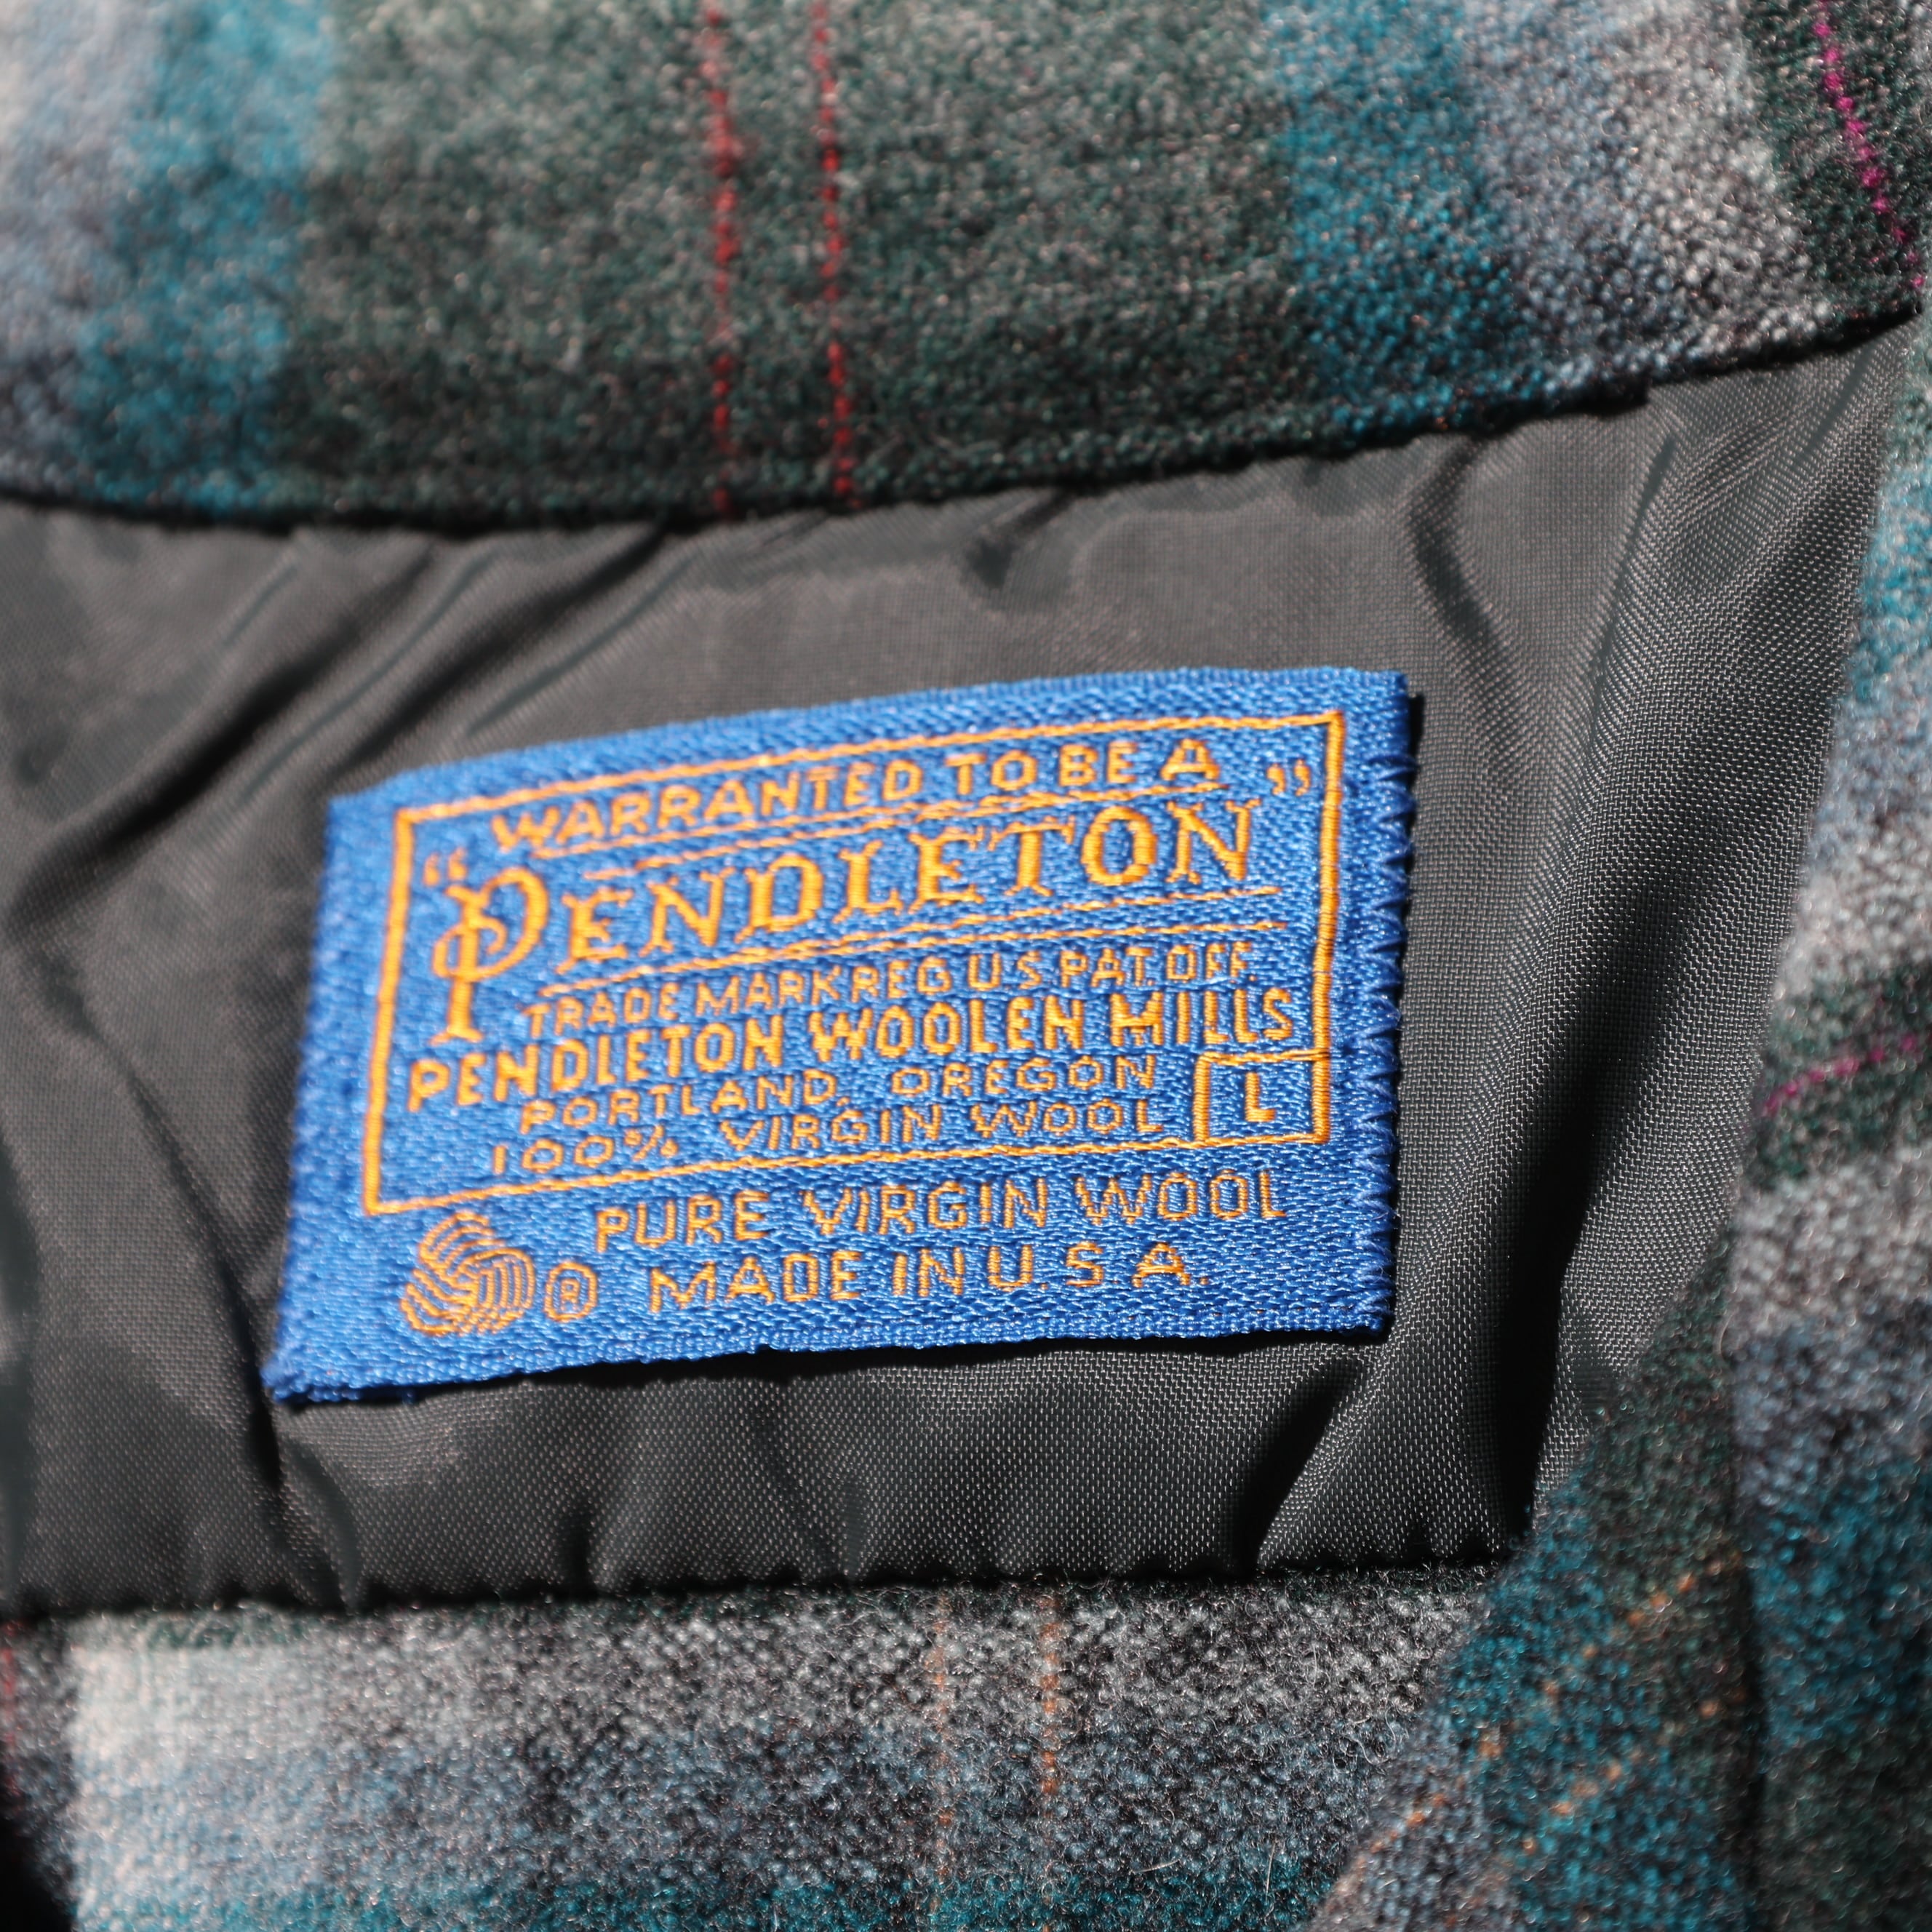 WARRANTED TO BE A
“PENDLETON”
TRADE MARK REG U S PAT. OFF.
PENDLETON WOOLEN MILLS
PORTLAND, OREGON
100% VIRGIN WOOL L
PURE VIRGIN WOOL
® MADE IN U.S.A.